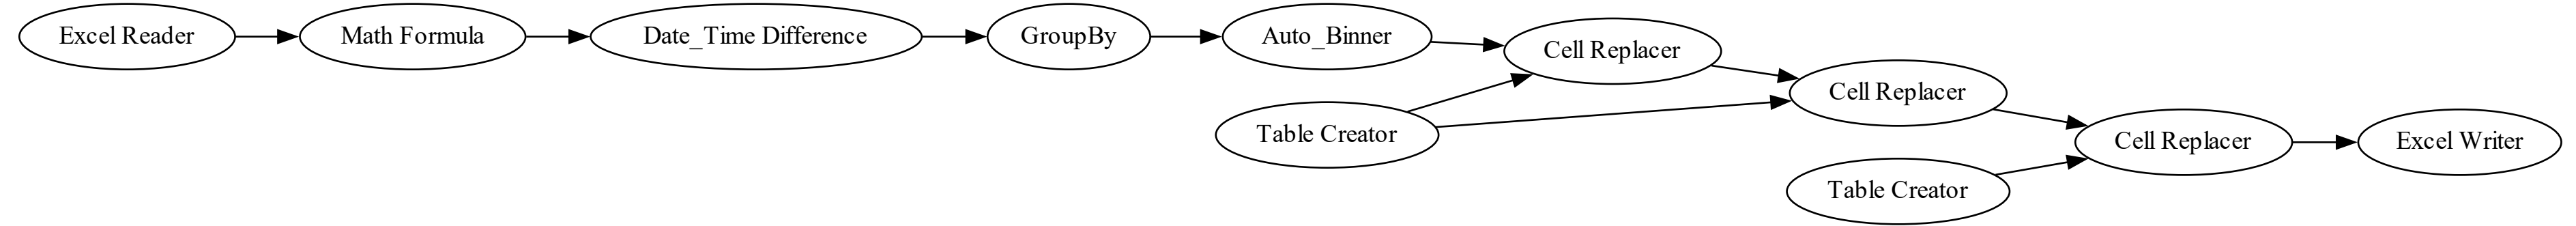 Excel Reader
Math Formula
Date_Time Difference
GroupBy
Auto_Binner
Cell Replacer
Table Creator
Cell Replacer
Table Creator
Cell Replacer
Excel Writer